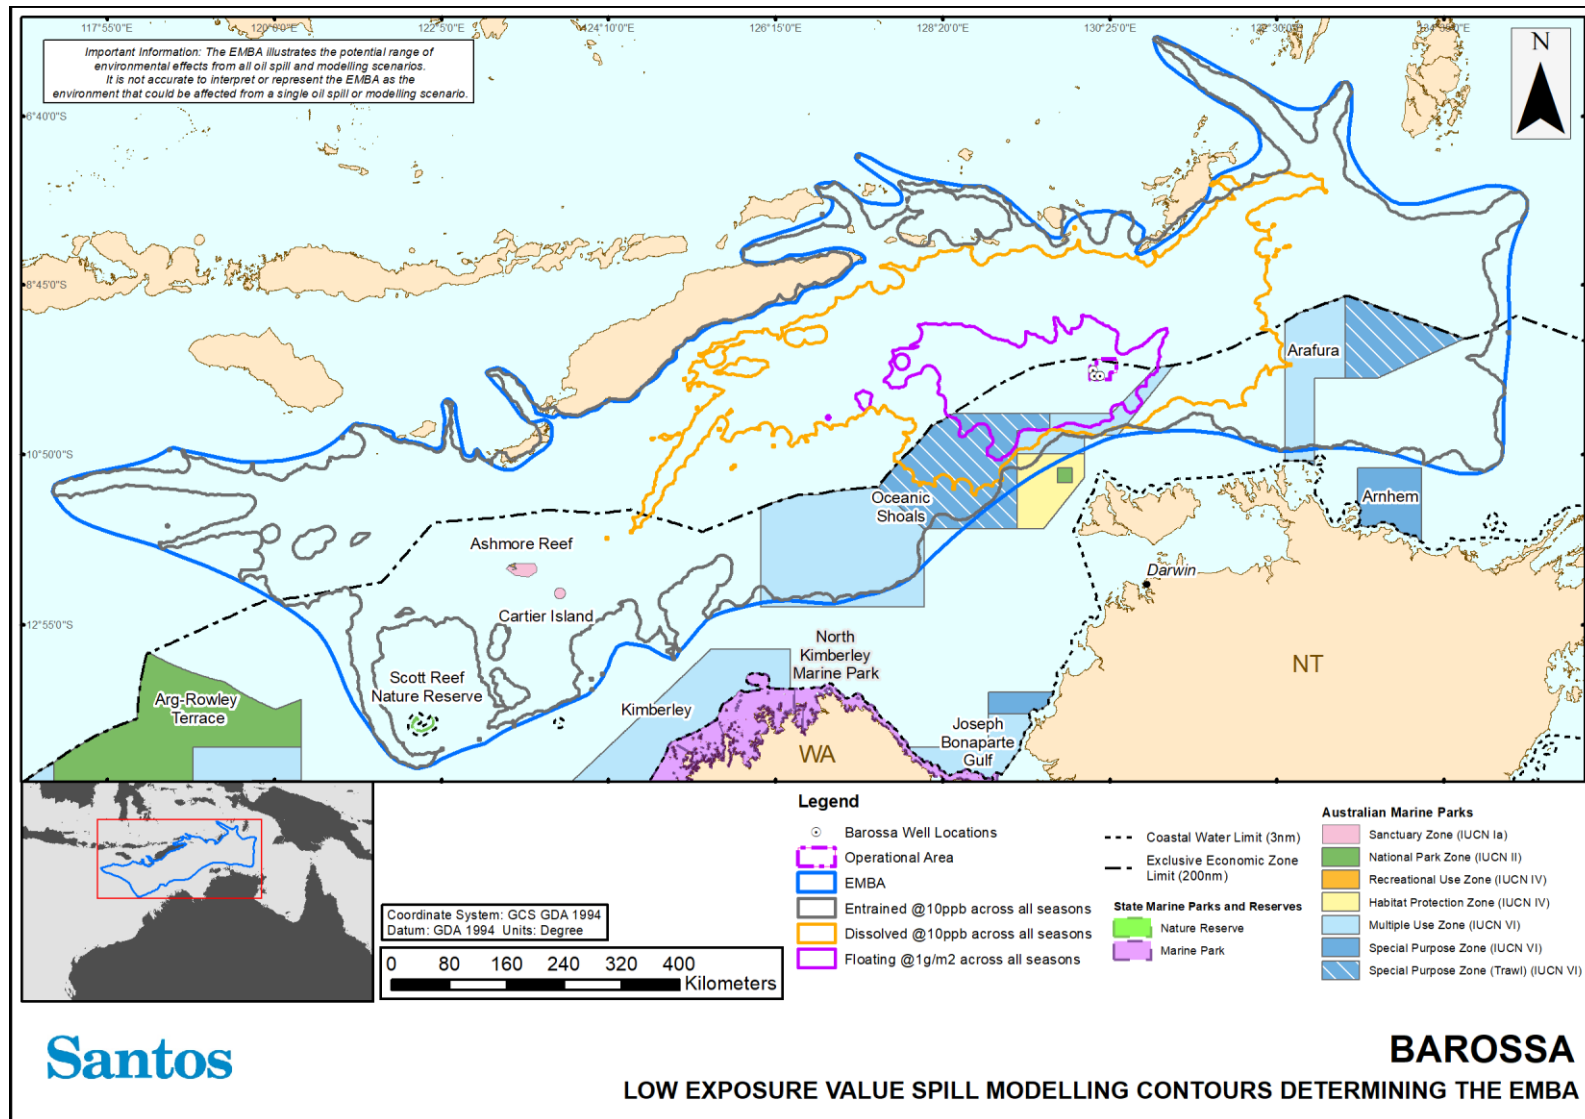 117°55'0"E
120°0'0"E
122°5'0"E
124°10'0"E
126°15'0"E
128°20'0"E
130°25'0"E
Important Information: The EMBA illustrates the potential range of
environmental effects from all oil spill and modelling scenarios.
It is not accurate to interpret or represent the EMBA as the
environment that could be affected from a single oil spill or modelling scenario.
N
6°40'0"S
8°45'0"S
10°50'0"S
12°55'0"S
Arafura
Oceanic
Shoals
Arnhem
Ashmore Reef
Cartier Island
Darwin
North
Kimberley
Marine Park
Scott Reef
Nature Reserve
Arg-Rowley
Terrace
Kimberley
NT
WA
Joseph
Bonaparte
Gulf
Legend
Barossa Well Locations
Operational Area
EMBA
Entrained @10ppb across all seasons
Dissolved @10ppb across all seasons
Floating @1g/m2 across all seasons
Coastal Water Limit (3nm)
Exclusive Economic Zone
Limit (200nm)
State Marine Parks and Reserves
Nature Reserve
Marine Park
Australian Marine Parks
Sanctuary Zone (IUCN Ia)
National Park Zone (IUCN II)
Recreational Use Zone (IUCN IV)
Habitat Protection Zone (IUCN IV)
Multiple Use Zone (IUCN VI)
Special Purpose Zone (IUCN VI)
Special Purpose Zone (Trawl) (IUCN VI)
Coordinate System: GCS GDA 1994
Datum: GDA 1994 Units: Degree
0 80 160 240 320 400
Kilometers
Santos
BAROSSA
LOW EXPOSURE VALUE SPILL MODELLING CONTOURS DETERMINING THE EMBA